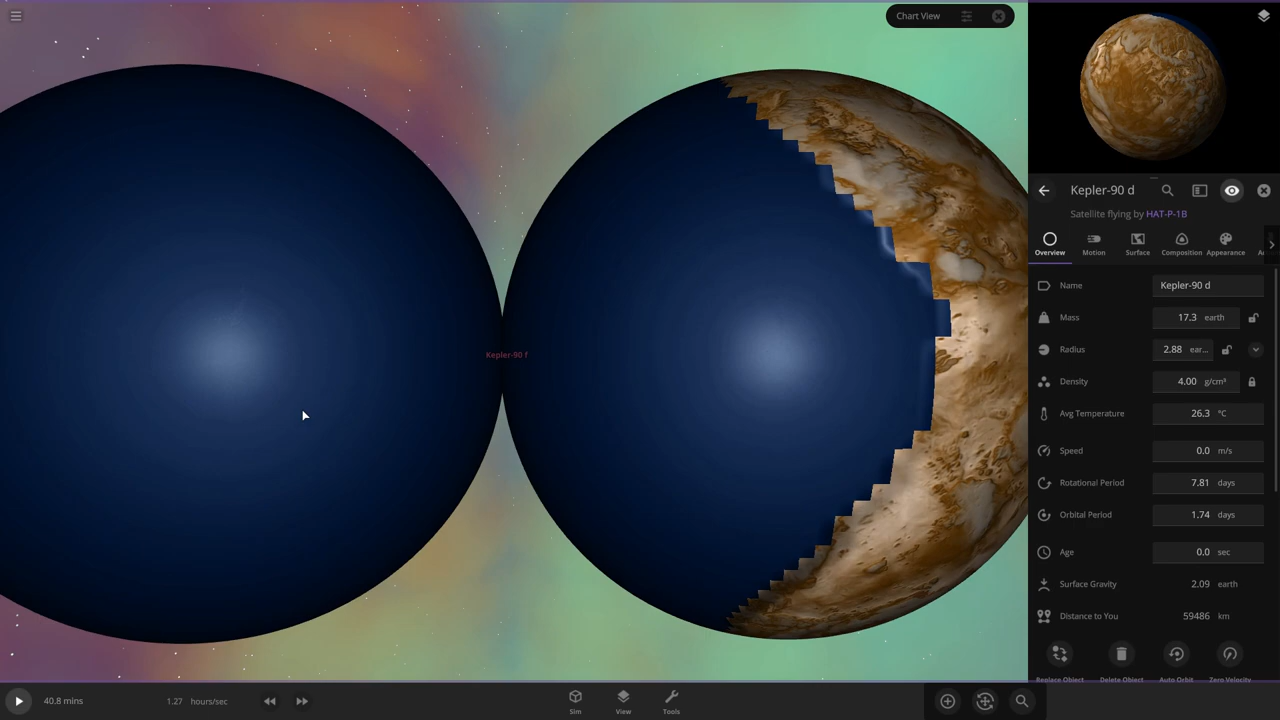 Chart View
Kepler-90 f
Kepler-90 d
Satellite flying by HAT-P-1B
Overview
Motion
Surface
Composition
Appearance
Name Kepler-90 d
Mass 17.3 earth
Radius 2.88 ear...
Density 4.00 g/cm³
Avg Temperature 26.3 °C
Speed 0.0 m/s
Rotational Period 7.81 days
Orbital Period 1.74 days
Age 0.0 sec
Surface Gravity 2.09 earth
Distance to You 59486 km
Replace Object
Delete Object
Auto Orbit
Zero Velocity
40.8 mins
1.27 hours/sec
Sim
View
Tools